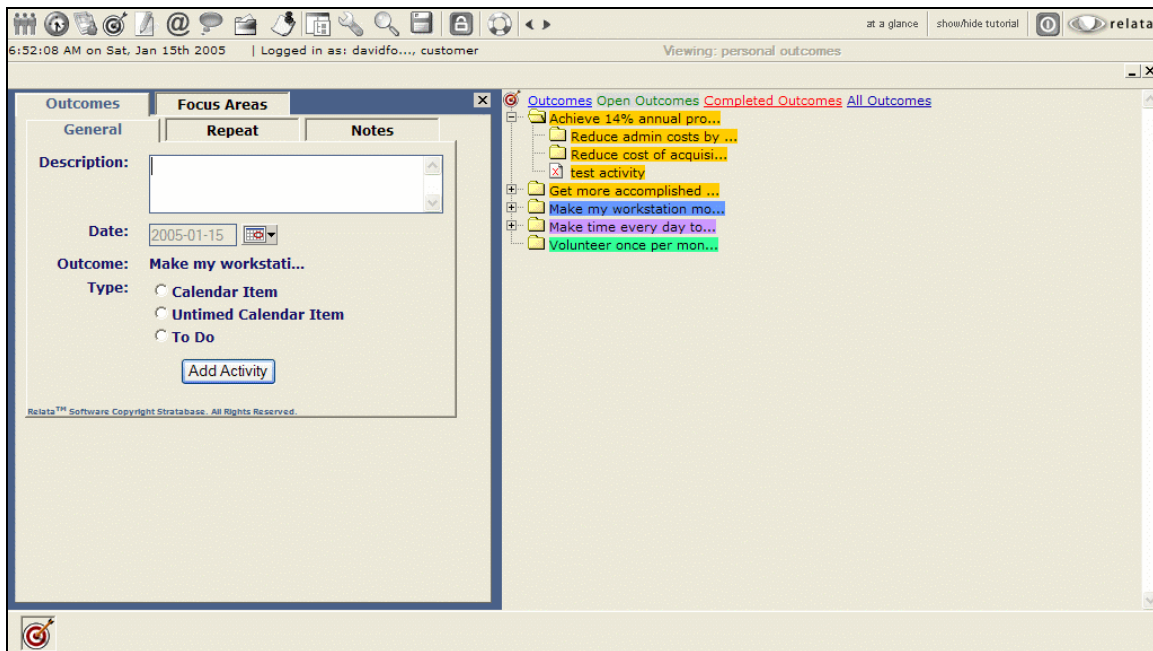 at a glance show/hide tutorial relata
6:52:08 AM on Sat, Jan 15th 2005 | Logged in as: davidfo..., customer Viewing: personal outcomes
Outcomes Focus Areas
General Repeat Notes
Description:
Date: 2005-01-15
Outcome: Make my workstati...
Type: Calendar Item
Untimed Calendar Item
To Do
Add Activity
Relata™ Software Copyright Stratabase. All Rights Reserved.
Outcomes Open Outcomes Completed Outcomes All Outcomes
Achieve 14% annual pro...
Reduce admin costs by ...
Reduce cost of acquisi...
test activity
Get more accomplished ...
Make my workstation mo...
Make time every day to...
Volunteer once per mon...